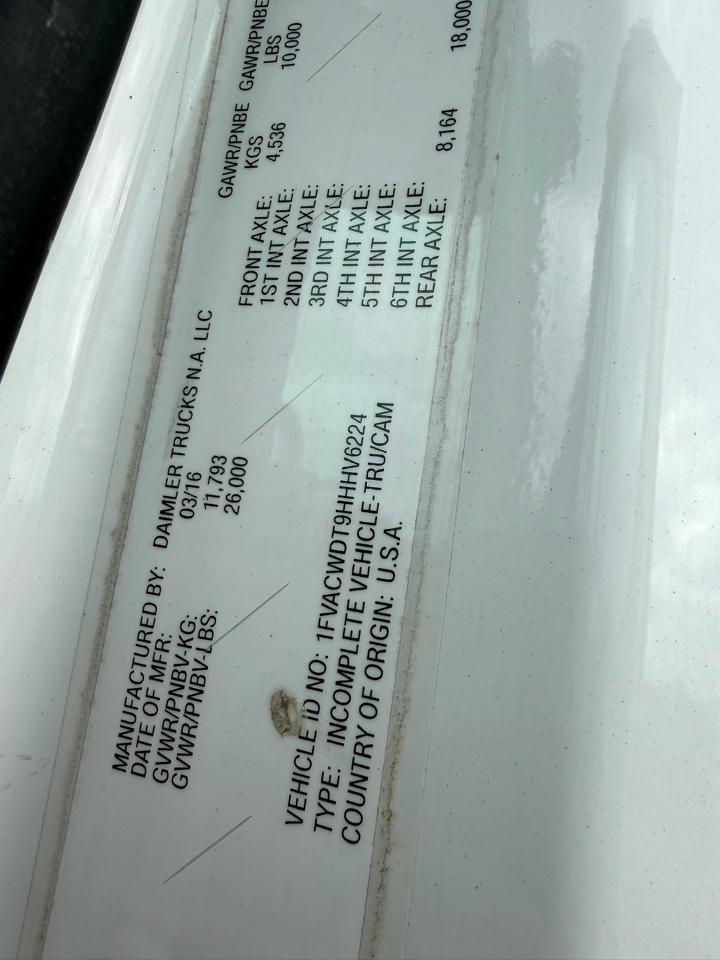 MANUFACTURED BY: DAIMLER TRUCKS N.A. LLC
DATE OF MFR: 03/16
GVWR/PNBV-KG: 11,793
GVWR/PNBV-LBS: 26,000
GAWR/PNBE GAWR/PNBE
KGS LBS
FRONT AXLE: 4,536 10,000
1ST INT AXLE:
2ND INT AXLE:
3RD INT AXLE:
4TH INT AXLE:
5TH INT AXLE:
6TH INT AXLE:
REAR AXLE: 8,164 18,000
VEHICLE ID NO: 1FVACWDT9HHHV6224
TYPE: INCOMPLETE VEHICLE-TRU/CAM
COUNTRY OF ORIGIN: U.S.A.